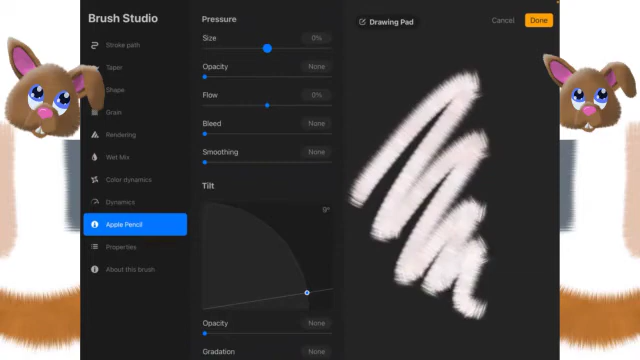 Brush Studio
Stroke path
Taper
Shape
Grain
Rendering
Wet Mix
Color dynamics
Dynamics
Apple Pencil
Properties
About this brush
Pressure
Size 0%
Opacity None
Flow 0%
Bleed None
Smoothing None
Tilt
9°
Opacity None
Gradation None
Drawing Pad
Cancel Done